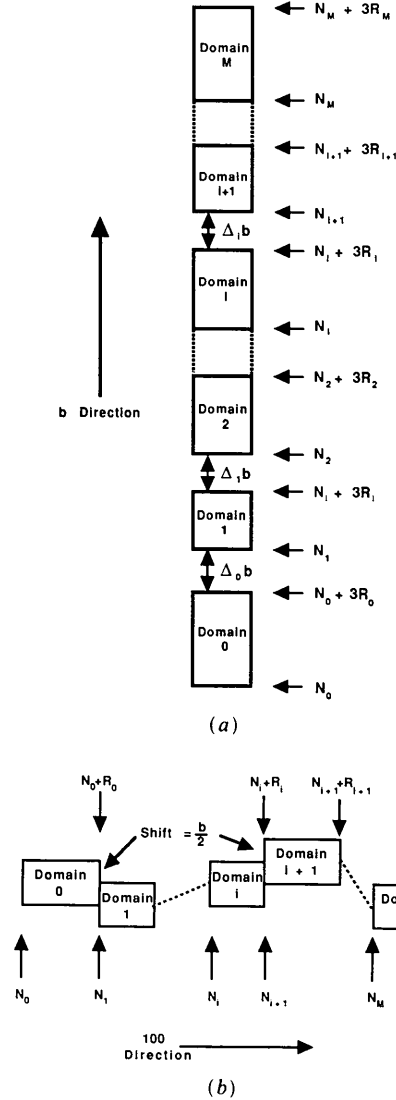 Domain
M
N_M + 3R_M
N_M
N_{i+1} + 3R_{i+1}
Domain
i+1
N_{i+1}
Δ_i b
N_i + 3R_i
Domain
i
N_i
N_2 + 3R_2
b Direction
Domain
2
N_2
Δ_1 b
N_i + 3R_i
Domain
1
N_1
Δ_0 b
N_0 + 3R_0
Domain
0
N_0
(a)
N_0+R_0
N_i+R_i
N_{i+1}+R_{i+1}
Shift = b/2
Domain
0
Domain
1
Domain
i
Domain
i + 1
Do
N_0
N_1
N_i
N_{i+1}
N_M
100
Direction
(b)